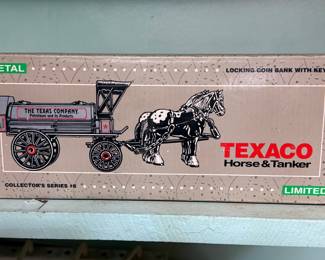 ETAL
LOCKING COIN BANK WITH KEY
THE TEXAS COMPANY
Petroleum and its Products
TEXACO
Horse & Tanker
COLLECTOR'S SERIES #8
LIMITED